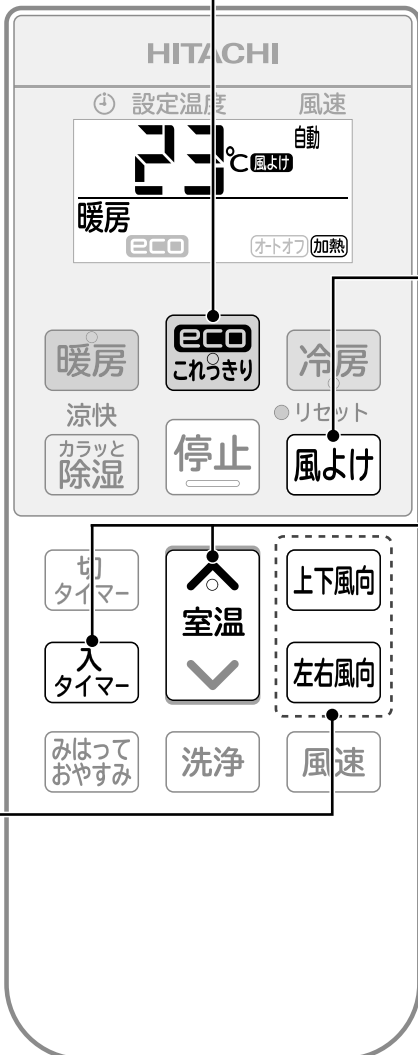 HITACHI
設定温度 風速
23℃ 風よけ 自動
暖房
eco オートオフ 加熱
暖房 eco これっきり 冷房
涼快 リセット
カラッと除湿 停止 風よけ
切タイマー 室温 上下風向
入タイマー 左右風向
みはっておやすみ 洗浄 風速